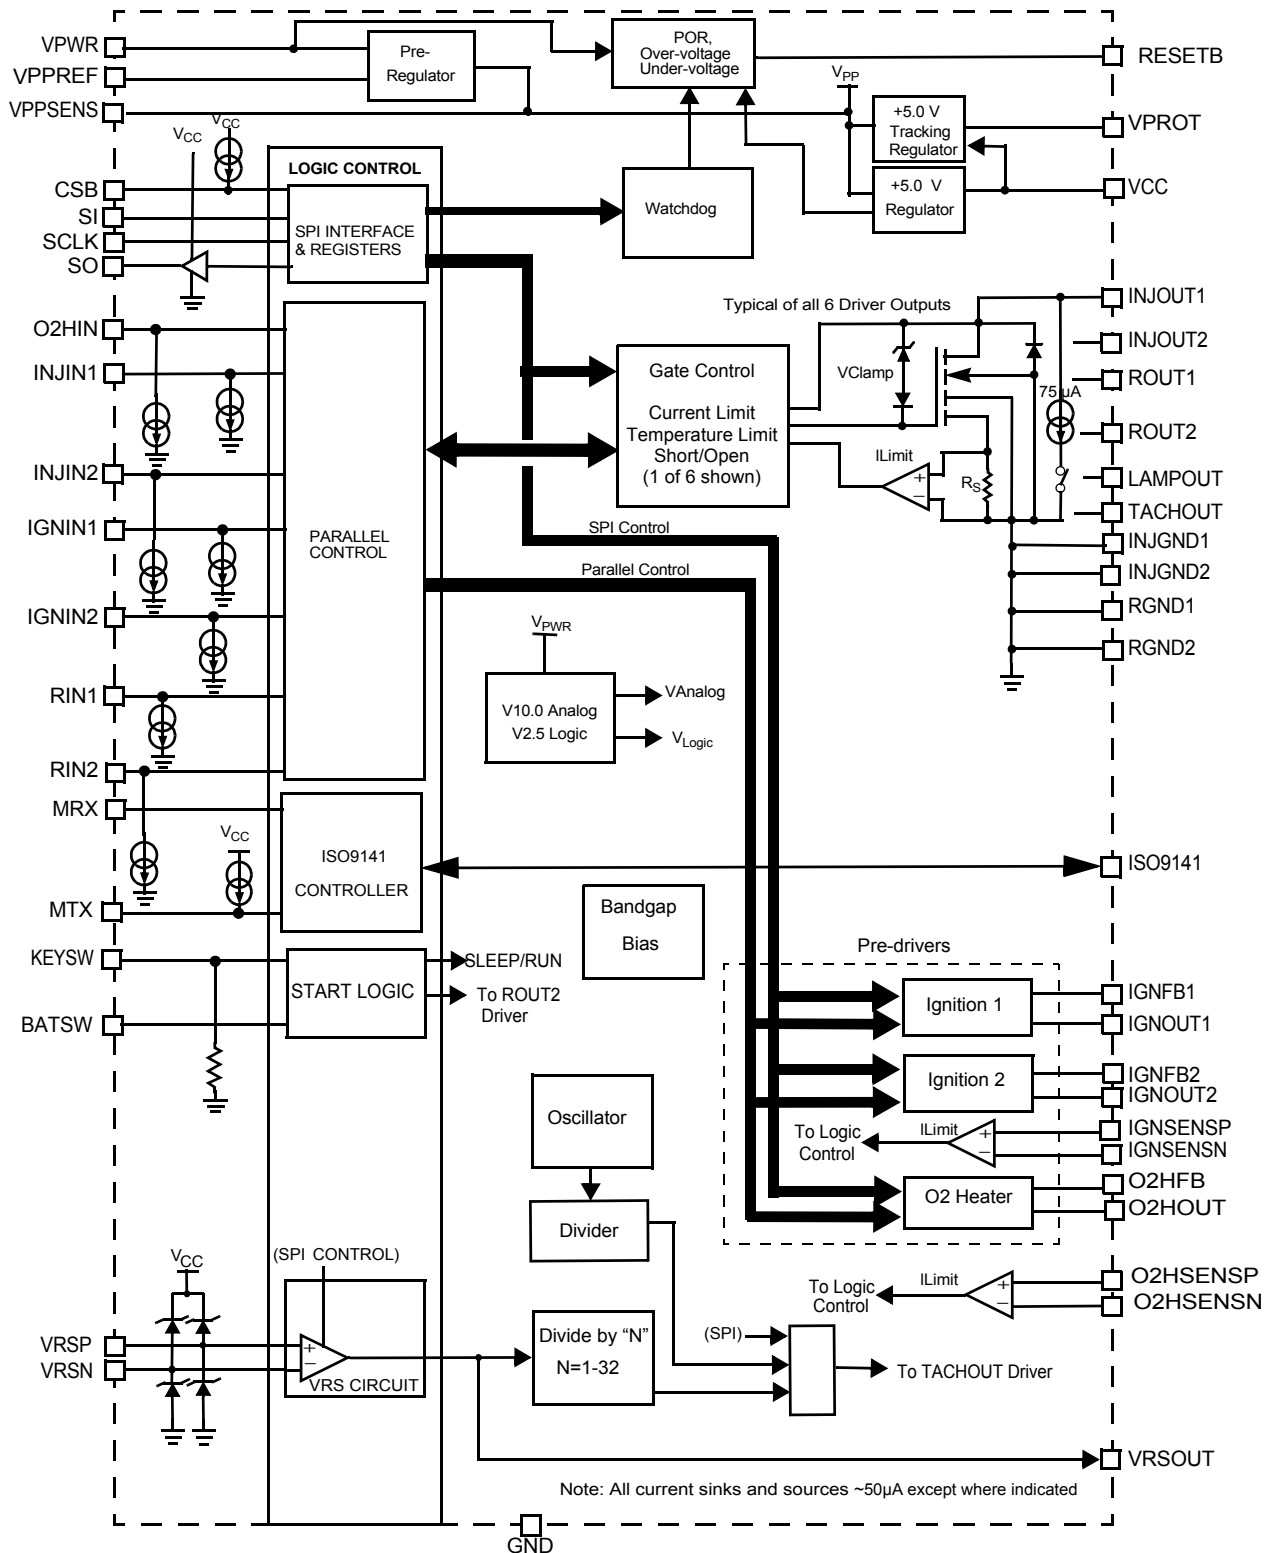 VPWR
VPPREF
VPPSENS
Pre-
Regulator
POR,
Over-voltage
Under-voltage
RESETB
VPP
+5.0 V
Tracking
Regulator
VPROT
+5.0 V
Regulator
VCC
VCC
VCC
LOGIC CONTROL
CSB
SI
SCLK
SO
SPI INTERFACE
& REGISTERS
Watchdog
O2HIN
INJIN1
INJIN2
IGNIN1
IGNIN2
RIN1
RIN2
PARALLEL
CONTROL
Typical of all 6 Driver Outputs
Gate Control
Current Limit
Temperature Limit
Short/Open
(1 of 6 shown)
VClamp
ILimit
+
−
RS
75 µA
INJOUT1
INJOUT2
ROUT1
ROUT2
LAMPOUT
TACHOUT
INJGND1
INJGND2
RGND1
RGND2
SPI Control
Parallel Control
VPWR
V10.0 Analog
V2.5 Logic
VAnalog
VLogic
MRX
VCC
MTX
ISO9141
CONTROLLER
ISO9141
Bandgap
Bias
KEYSW
BATSW
START LOGIC
SLEEP/RUN
To ROUT2
Driver
Pre-drivers
Ignition 1
IGNFB1
IGNOUT1
Ignition 2
IGNFB2
IGNOUT2
To Logic
Control
ILimit
+
−
IGNSENSP
IGNSENSN
O2 Heater
O2HFB
O2HOUT
Oscillator
Divider
To Logic
Control
ILimit
+
−
O2HSENSP
O2HSENSN
VCC
(SPI CONTROL)
VRSP
VRSN
+
−
VRS CIRCUIT
Divide by “N”
N=1-32
(SPI)
To TACHOUT Driver
VRSOUT
Note: All current sinks and sources ~50µA except where indicated
GND